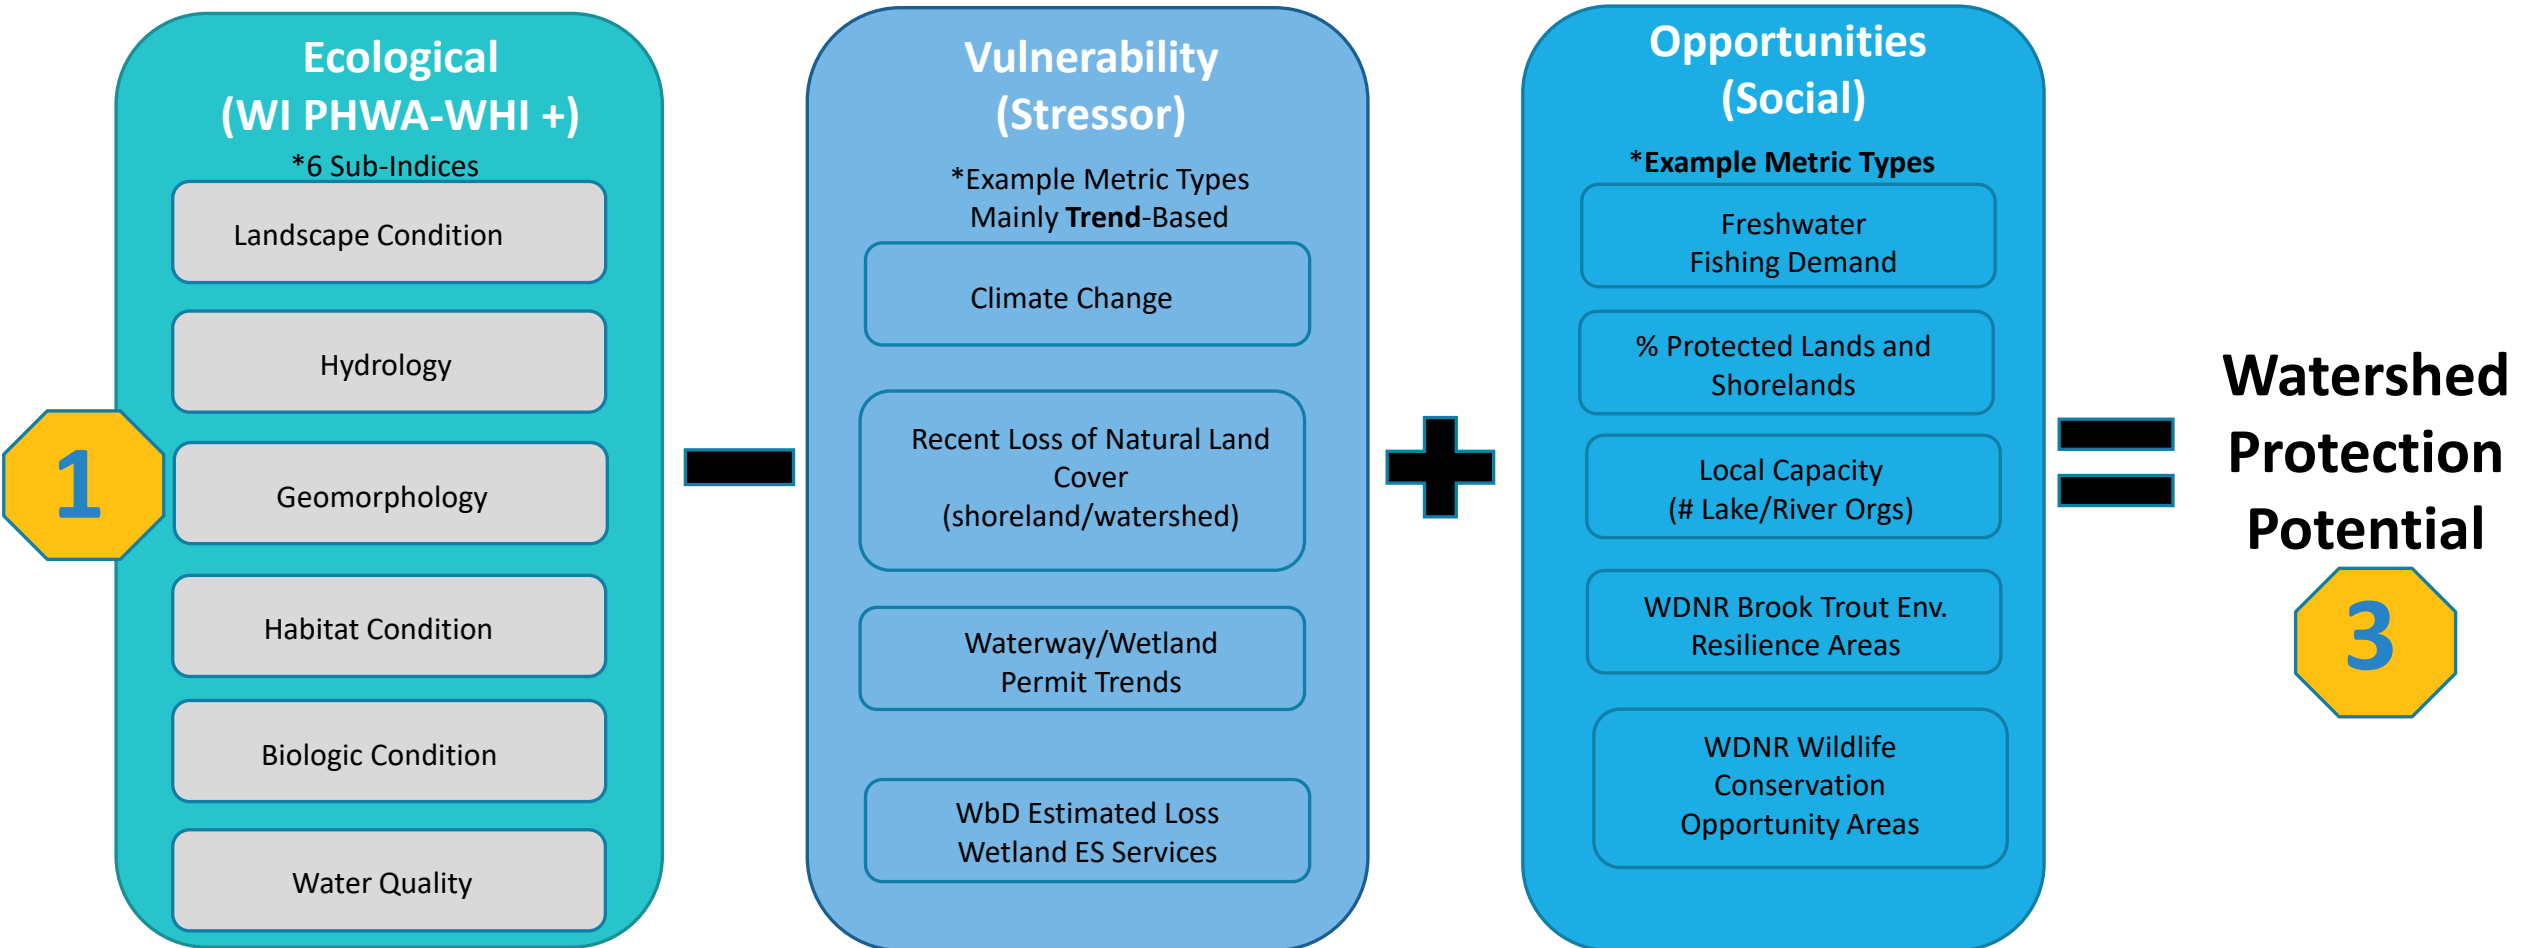 Ecological
(WI PHWA-WHI +)
*6 Sub-Indices
Landscape Condition
Hydrology
1
Geomorphology
Habitat Condition
Biologic Condition
Water Quality
Vulnerability
(Stressor)
*Example Metric Types
Mainly Trend-Based
Climate Change
Recent Loss of Natural Land
Cover
(shoreland/watershed)
Waterway/Wetland
Permit Trends
WbD Estimated Loss
Wetland ES Services
Opportunities
(Social)
*Example Metric Types
Freshwater
Fishing Demand
% Protected Lands and
Shorelands
Local Capacity
(# Lake/River Orgs)
WDNR Brook Trout Env.
Resilience Areas
WDNR Wildlife
Conservation
Opportunity Areas
Watershed
Protection
Potential
3